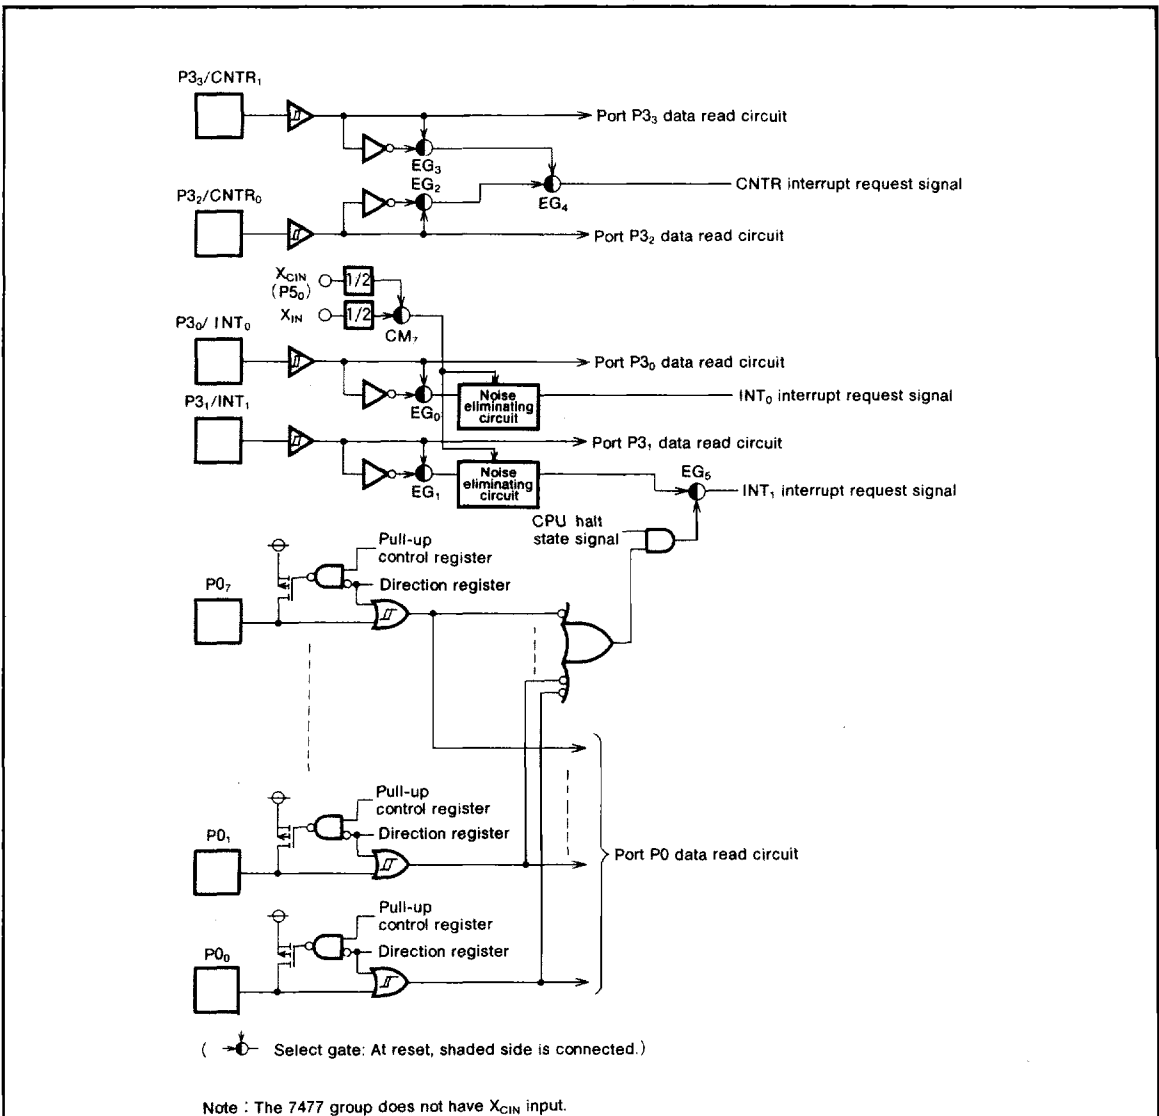 P3₃/CNTR₁
Port P3₃ data read circuit
EG₃
EG₂
P3₂/CNTR₀
CNTR interrupt request signal
EG₄
Port P3₂ data read circuit
X_CIN
(P5₀)
1/2
X_IN
1/2
CM₇
P3₀/ INT₀
Port P3₀ data read circuit
EG₀
Noise
eliminating
circuit
INT₀ interrupt request signal
P3₁/INT₁
Port P3₁ data read circuit
EG₁
Noise
eliminating
circuit
EG₅
INT₁ interrupt request signal
CPU halt
state signal
Pull-up
control register
Direction register
P0₇
Pull-up
control register
Direction register
P0₁
Port P0 data read circuit
Pull-up
control register
Direction register
P0₀
( Select gate: At reset, shaded side is connected.)
Note : The 7477 group does not have X_CIN input.